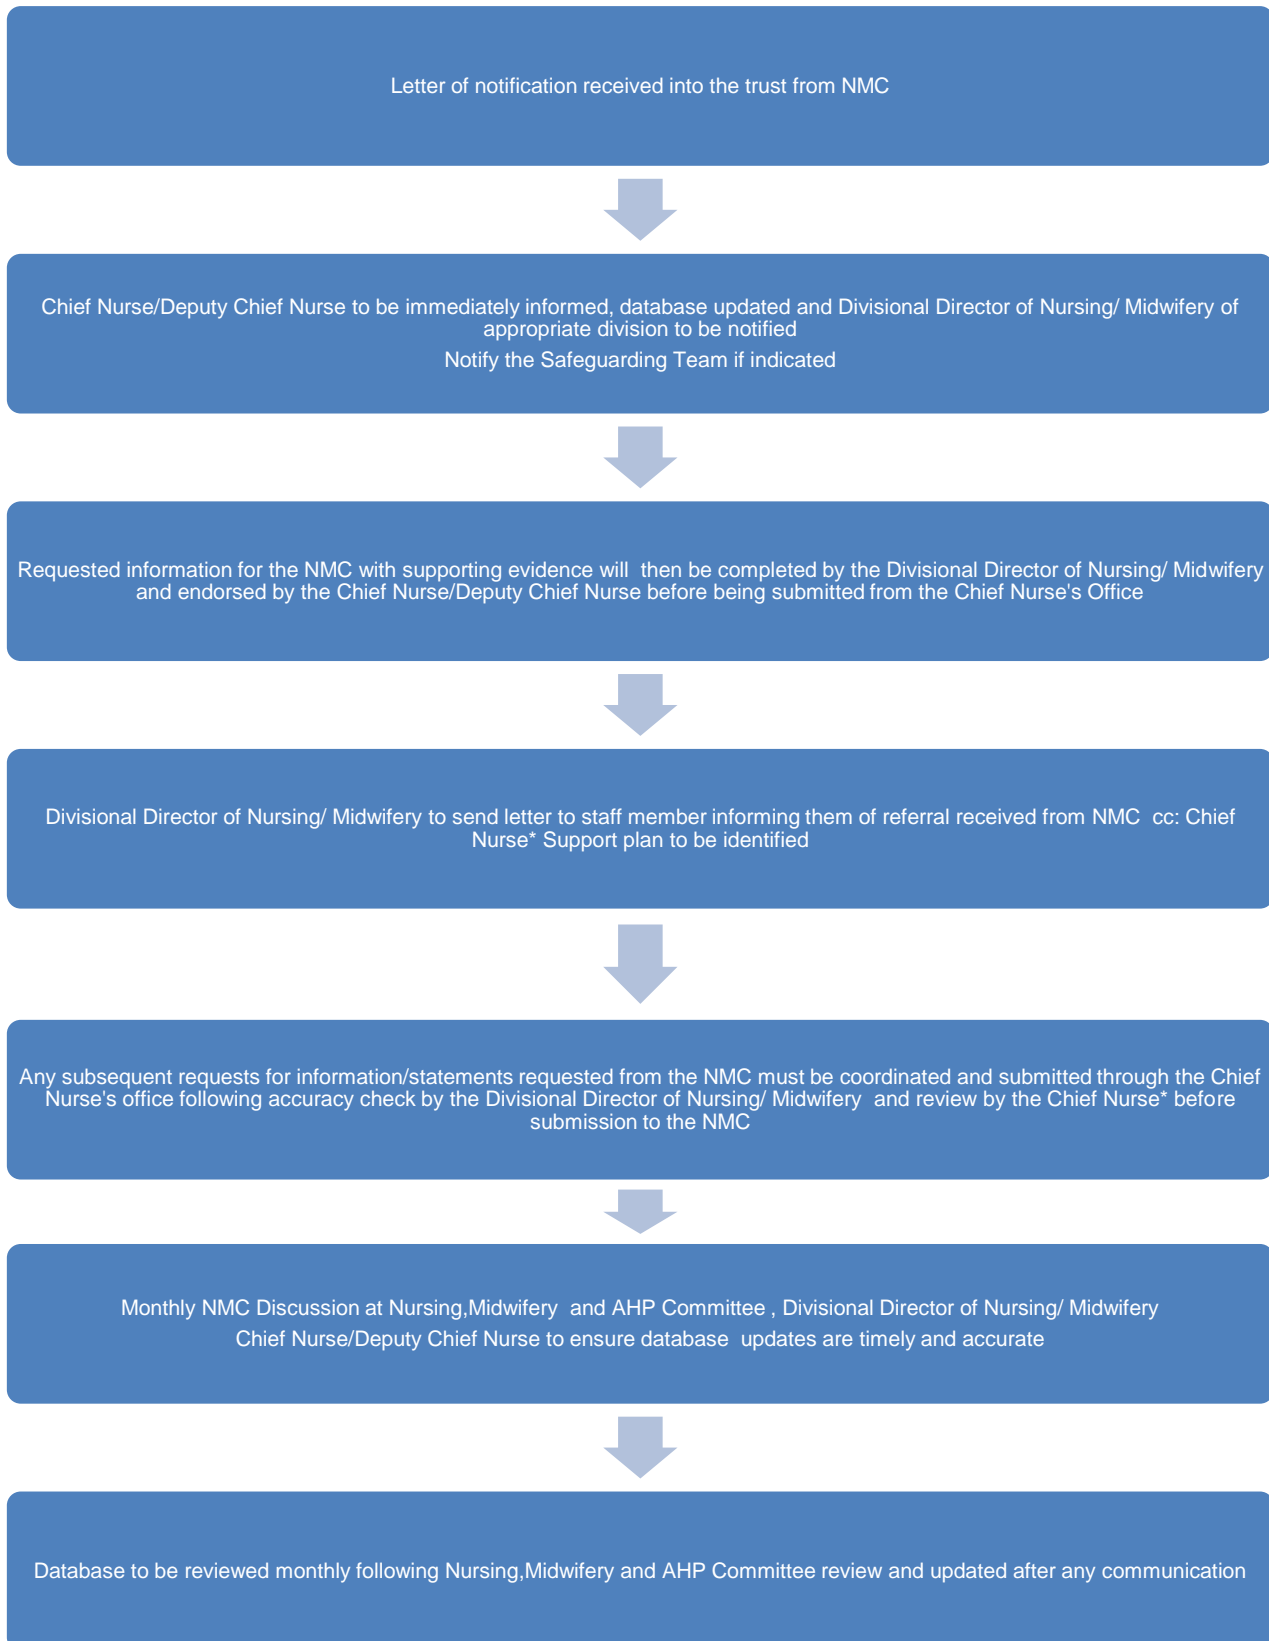 Letter of notification received into the trust from NMC
Chief Nurse/Deputy Chief Nurse to be immediately informed, database updated and Divisional Director of Nursing/ Midwifery of
appropriate division to be notified
Notify the Safeguarding Team if indicated
Requested information for the NMC with supporting evidence will  then be completed by the Divisional Director of Nursing/ Midwifery
and endorsed by the Chief Nurse/Deputy Chief Nurse before being submitted from the Chief Nurse's Office
Divisional Director of Nursing/ Midwifery to send letter to staff member informing them of referral received from NMC  cc: Chief
Nurse* Support plan to be identified
Any subsequent requests for information/statements requested from the NMC must be coordinated and submitted through the Chief
Nurse's office following accuracy check by the Divisional Director of Nursing/ Midwifery  and review by the Chief Nurse* before
submission to the NMC
Monthly NMC Discussion at Nursing,Midwifery  and AHP Committee , Divisional Director of Nursing/ Midwifery
Chief Nurse/Deputy Chief Nurse to ensure database  updates are timely and accurate
Database to be reviewed monthly following Nursing,Midwifery and AHP Committee review and updated after any communication